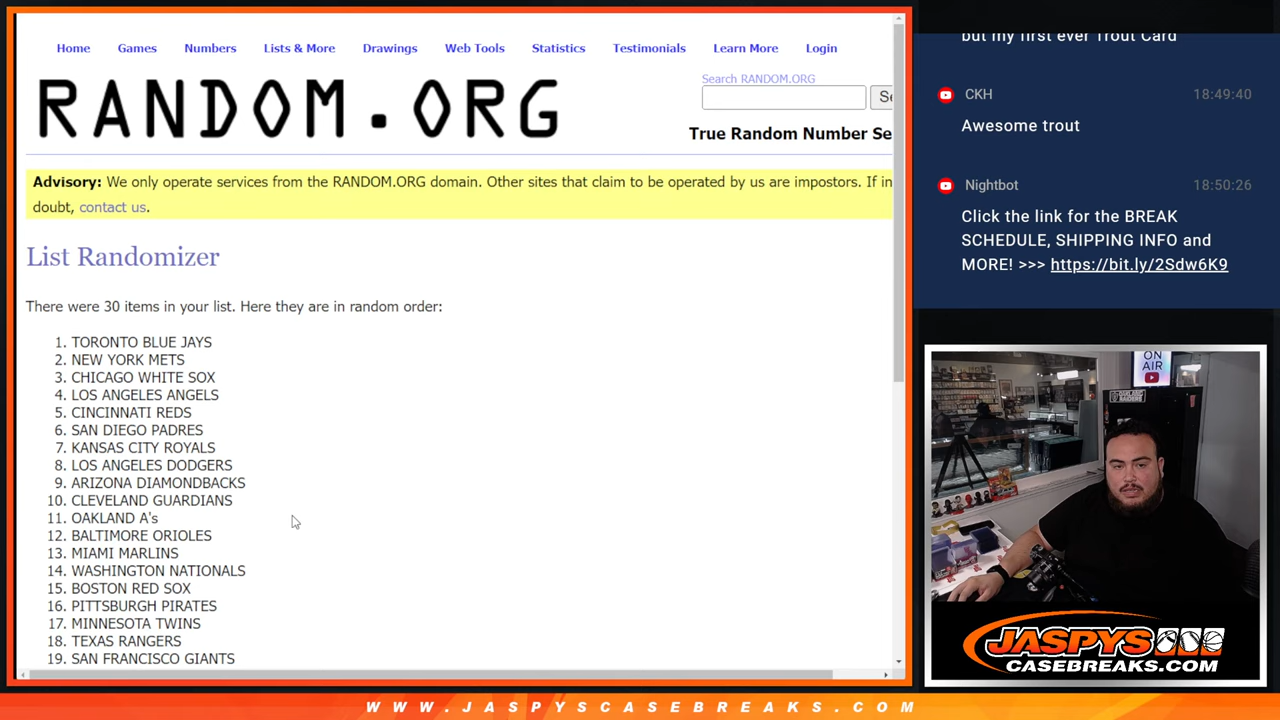 Home Games Numbers Lists & More Drawings Web Tools Statistics Testimonials Learn More Login
RANDOM.ORG
Search RANDOM.ORG
True Random Number Se
Advisory: We only operate services from the RANDOM.ORG domain. Other sites that claim to be operated by us are impostors. If in
doubt, contact us.
List Randomizer
There were 30 items in your list. Here they are in random order:
1. TORONTO BLUE JAYS
2. NEW YORK METS
3. CHICAGO WHITE SOX
4. LOS ANGELES ANGELS
5. CINCINNATI REDS
6. SAN DIEGO PADRES
7. KANSAS CITY ROYALS
8. LOS ANGELES DODGERS
9. ARIZONA DIAMONDBACKS
10. CLEVELAND GUARDIANS
11. OAKLAND A's
12. BALTIMORE ORIOLES
13. MIAMI MARLINS
14. WASHINGTON NATIONALS
15. BOSTON RED SOX
16. PITTSBURGH PIRATES
17. MINNESOTA TWINS
18. TEXAS RANGERS
19. SAN FRANCISCO GIANTS
but my first ever Trout Card
CKH 18:49:40
Awesome trout
Nightbot 18:50:26
Click the link for the BREAK
SCHEDULE, SHIPPING INFO and
MORE! >>> https://bit.ly/2Sdw6K9
ON
AIR
OAKLAND RAIDERS
JASPYS
CASEBREAKS.COM
WWW.JASPYSCASEBREAKS.COM